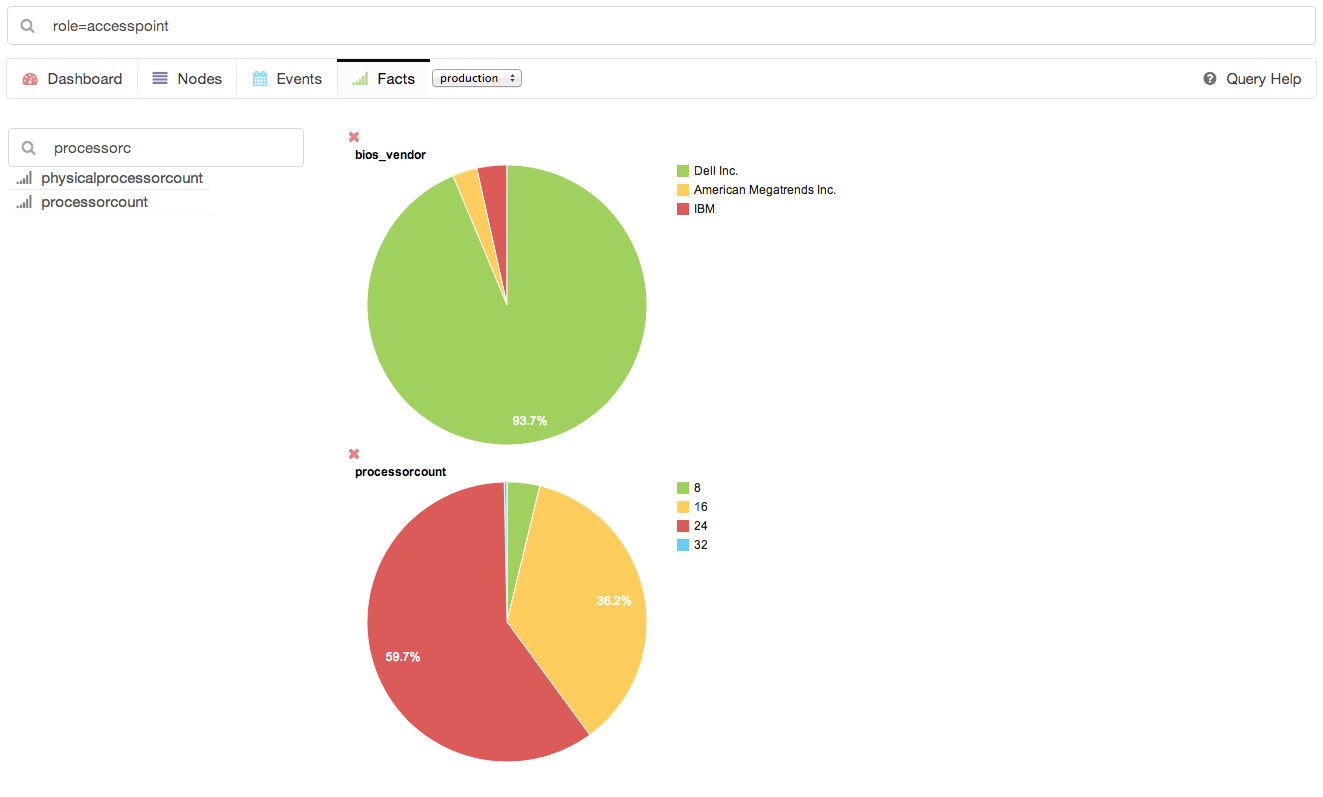 role=accesspoint
Dashboard Nodes Events Facts production Query Help
processorc
physicalprocessorcount
processorcount
bios_vendor
Dell Inc.
American Megatrends Inc.
IBM
93.7%
processorcount
8
16
24
32
36.2%
59.7%